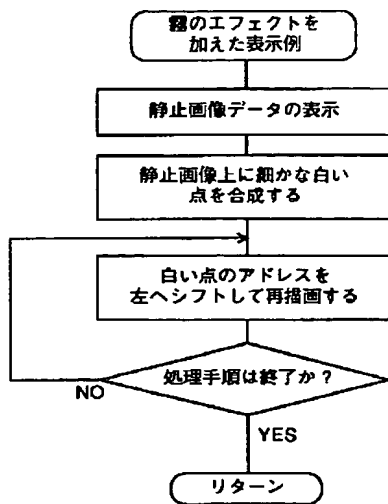 のエフェクトを
加えた表示例
静止画像データの表示
静止画像上に細かな白い
点を合成する
白い点のアドレスを
左へシフトして再描画する
処理手順は終了か？
NO
YES
リターン